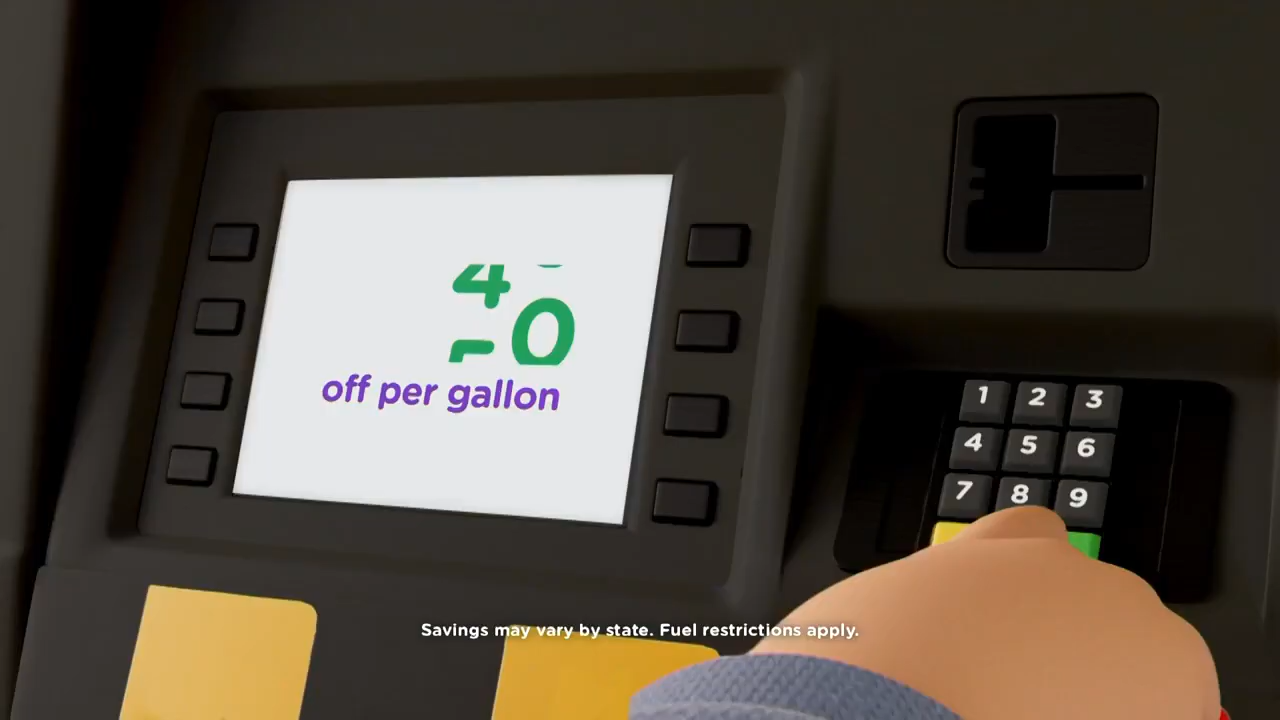 40
off per gallon
1 2 3
4 5 6
7 8 9
Savings may vary by state. Fuel restrictions apply.